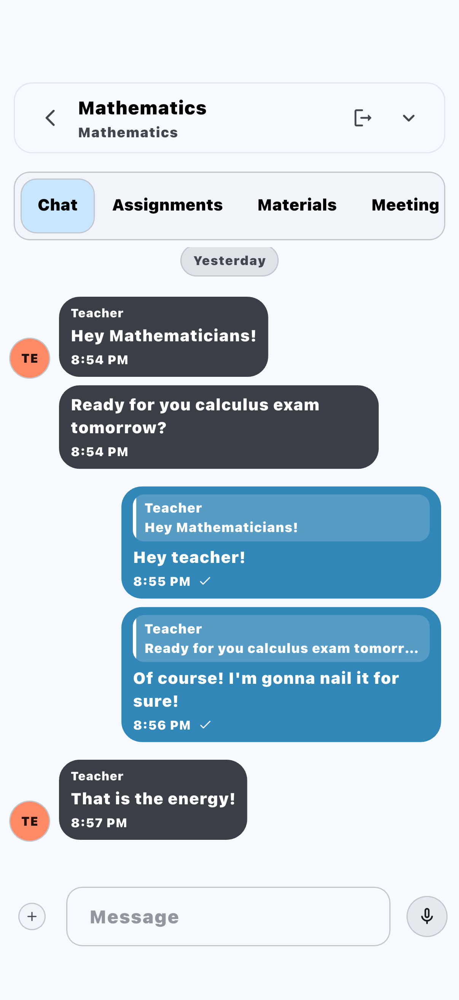 Mathematics
Mathematics
Chat Assignments Materials Meeting
Yesterday
Teacher
Hey Mathematicians!
8:54 PM
TE
Ready for you calculus exam
tomorrow?
8:54 PM
Teacher
Hey Mathematicians!
Hey teacher!
8:55 PM
Teacher
Ready for you calculus exam tomorr...
Of course! I'm gonna nail it for
sure!
8:56 PM
Teacher
That is the energy!
8:57 PM
TE
Message